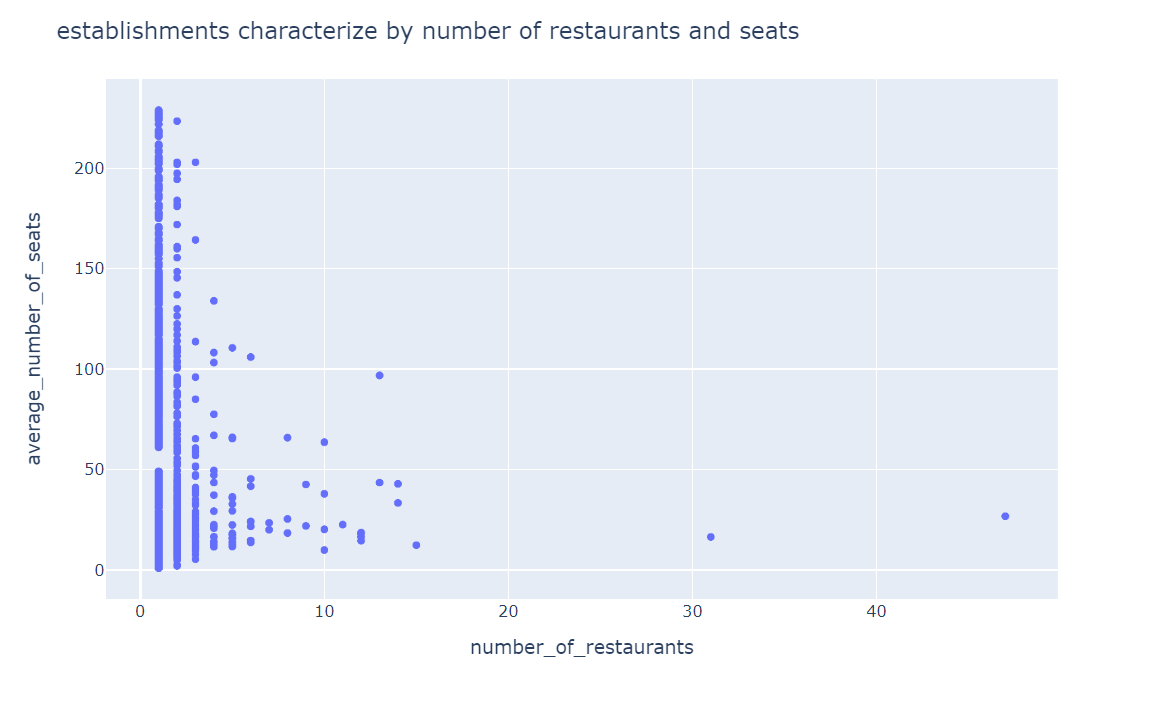 establishments characterize by number of restaurants and seats
average_number_of_seats
200
150
100
50
0
0 10 20 30 40
number_of_restaurants